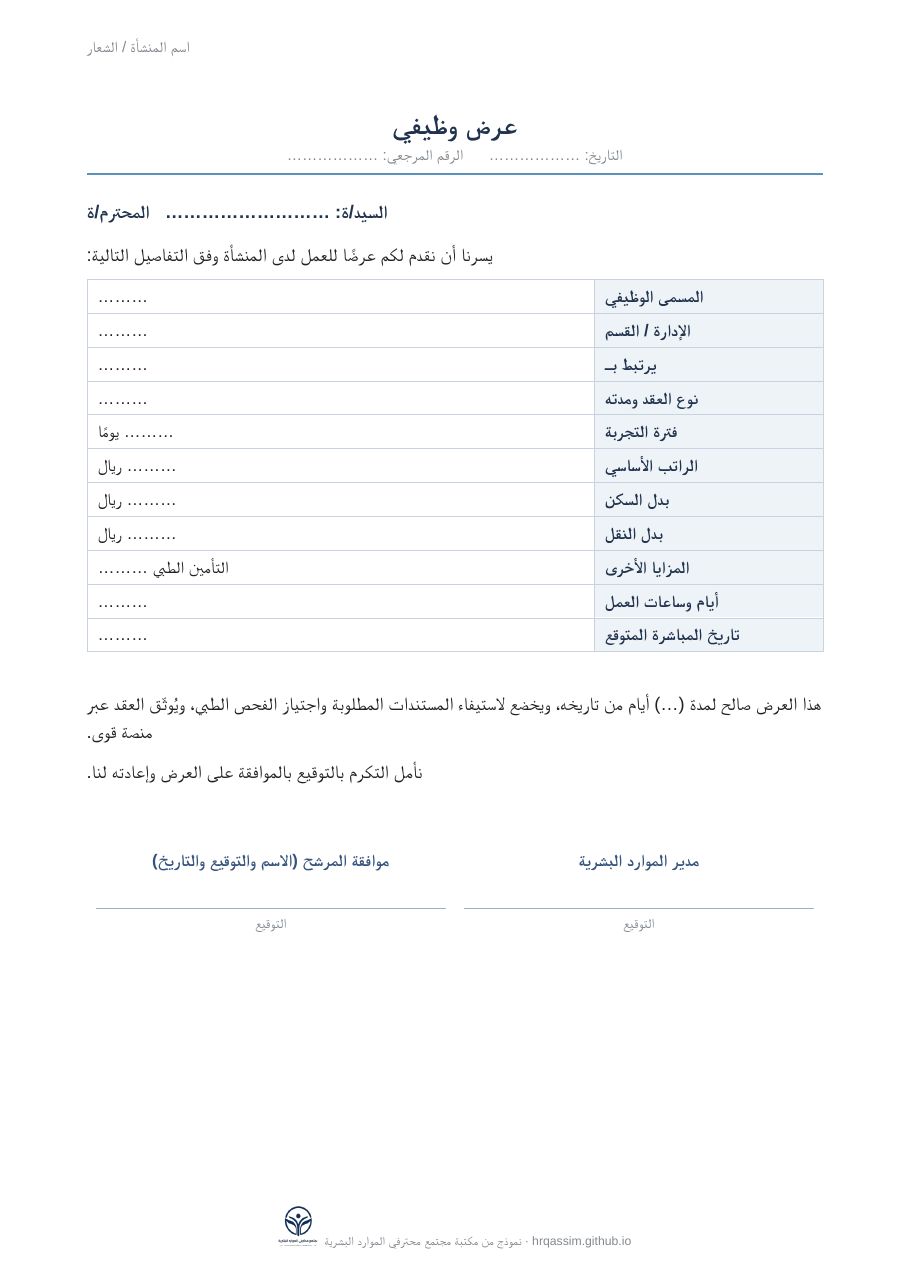 اسم المنشأة / الشعار
عرض وظيفي
التاريخ: .................. الرقم المرجعي: ..................
السيد/ة: ........................... المحترم/ة
يسرنا أن نقدم لكم عرضًا للعمل لدى المنشأة وفق التفاصيل التالية:
المسمى الوظيفي .........
الإدارة / القسم .........
يرتبط بــ .........
نوع العقد ومدته .........
فترة التجربة ......... يومًا
الراتب الأساسي ......... ريال
بدل السكن ......... ريال
بدل النقل ......... ريال
المزايا الأخرى التأمين الطبي .........
أيام وساعات العمل .........
تاريخ المباشرة المتوقع .........
هذا العرض صالح لمدة (...) أيام من تاريخه، ويخضع لاستيفاء المستندات المطلوبة واجتياز الفحص الطبي، ويُوثّق العقد عبر
منصة قوى.
نأمل التكرم بالتوقيع بالموافقة على العرض وإعادته لنا.
مدير الموارد البشرية موافقة المرشح (الاسم والتوقيع والتاريخ)
التوقيع التوقيع
نموذج من مكتبة مجتمع محترفي الموارد البشرية · hrqassim.github.io